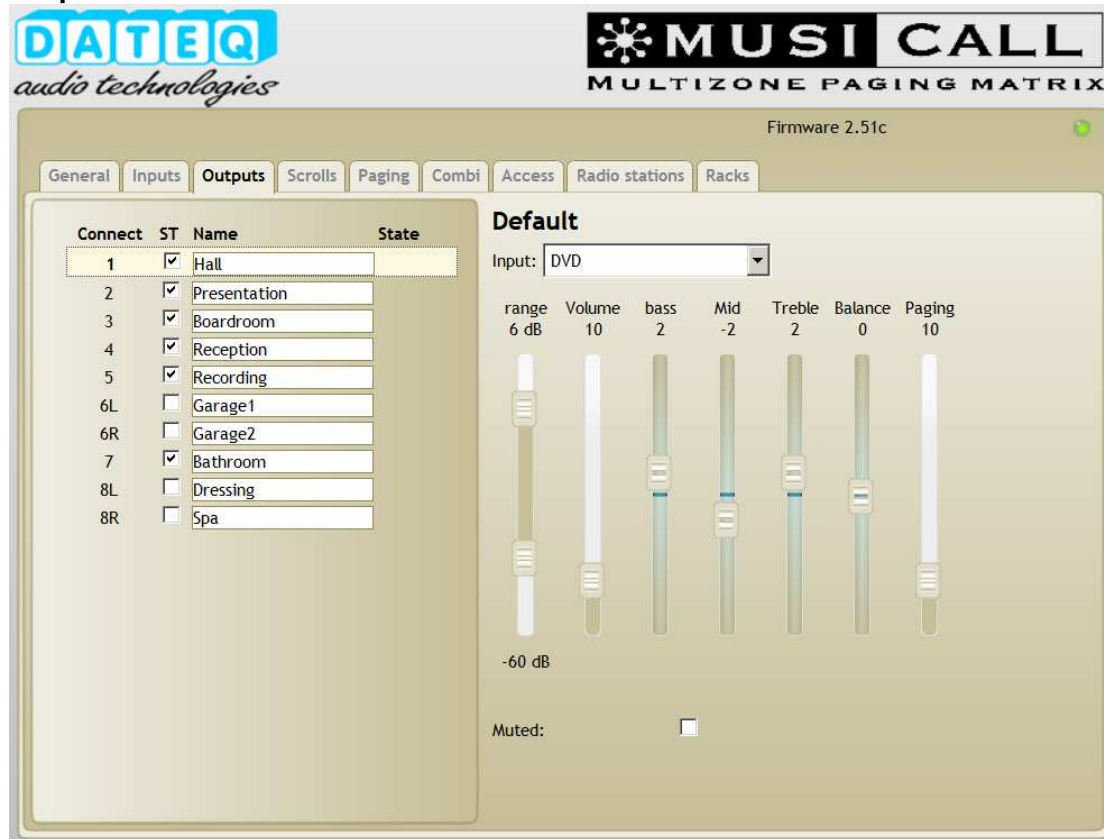 DATEQ
audio technologies
MUSI CALL
MULTIZONE PAGING MATRIX
Firmware 2.51c
General Inputs Outputs Scrolls Paging Combi Access Radio stations Racks
Connect ST Name State
1 Hall
2 Presentation
3 Boardroom
4 Reception
5 Recording
6L Garage1
6R Garage2
7 Bathroom
8L Dressing
8R Spa
Default
Input: DVD
range Volume bass Mid Treble Balance Paging
6 dB 10 2 -2 2 0 10
-60 dB
Muted: